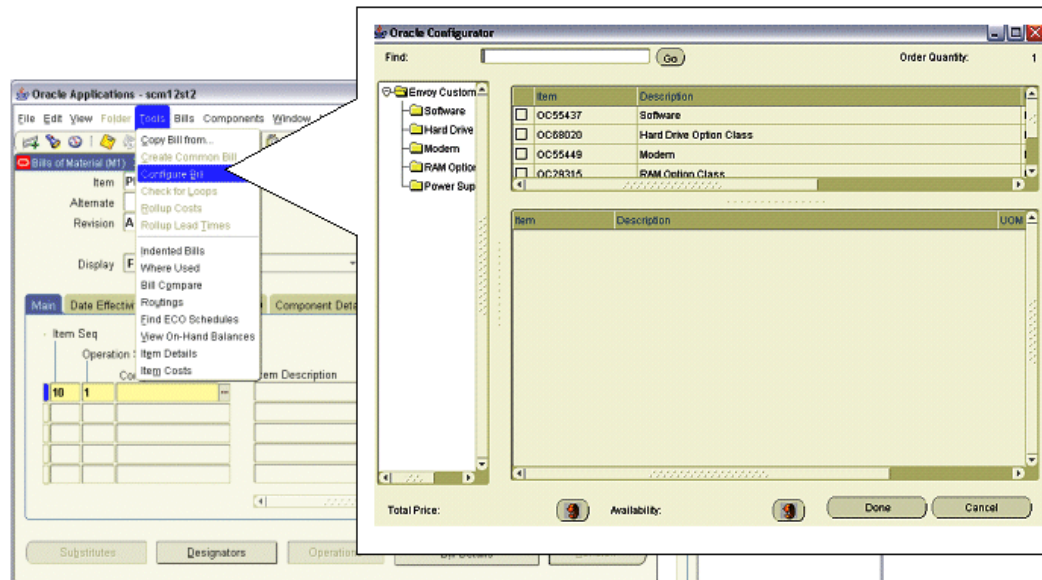 Oracle Applications - scm12st2
File Edit View Folder Tools Bills Components Window
Bills of Material (M1)
Item
Alternate
Revision A
Display F
Copy Bill from...
Create Common Bill
Configure Bill
Check for Loops
Rollup Costs
Rollup Lead Times
Indented Bills
Where Used
Bill Compare
Routings
Find ECO Schedules
View On-Hand Balances
Item Details
Item Costs
Main Date Component
Item Seq
Operation
Item Description
10 1
Substitutes Designators
Oracle Configurator
Find: Go Order Quantity: 1
Envoy Custom
Software
Hard Drive
Modem
RAM Option
Power Sup
Item Description
OC55437 Software
OC68020 Hard Drive Option Class
OC55449 Modem
OC29315 RAM Option Class
Item Description UOM
Total Price: Availability: Done Cancel